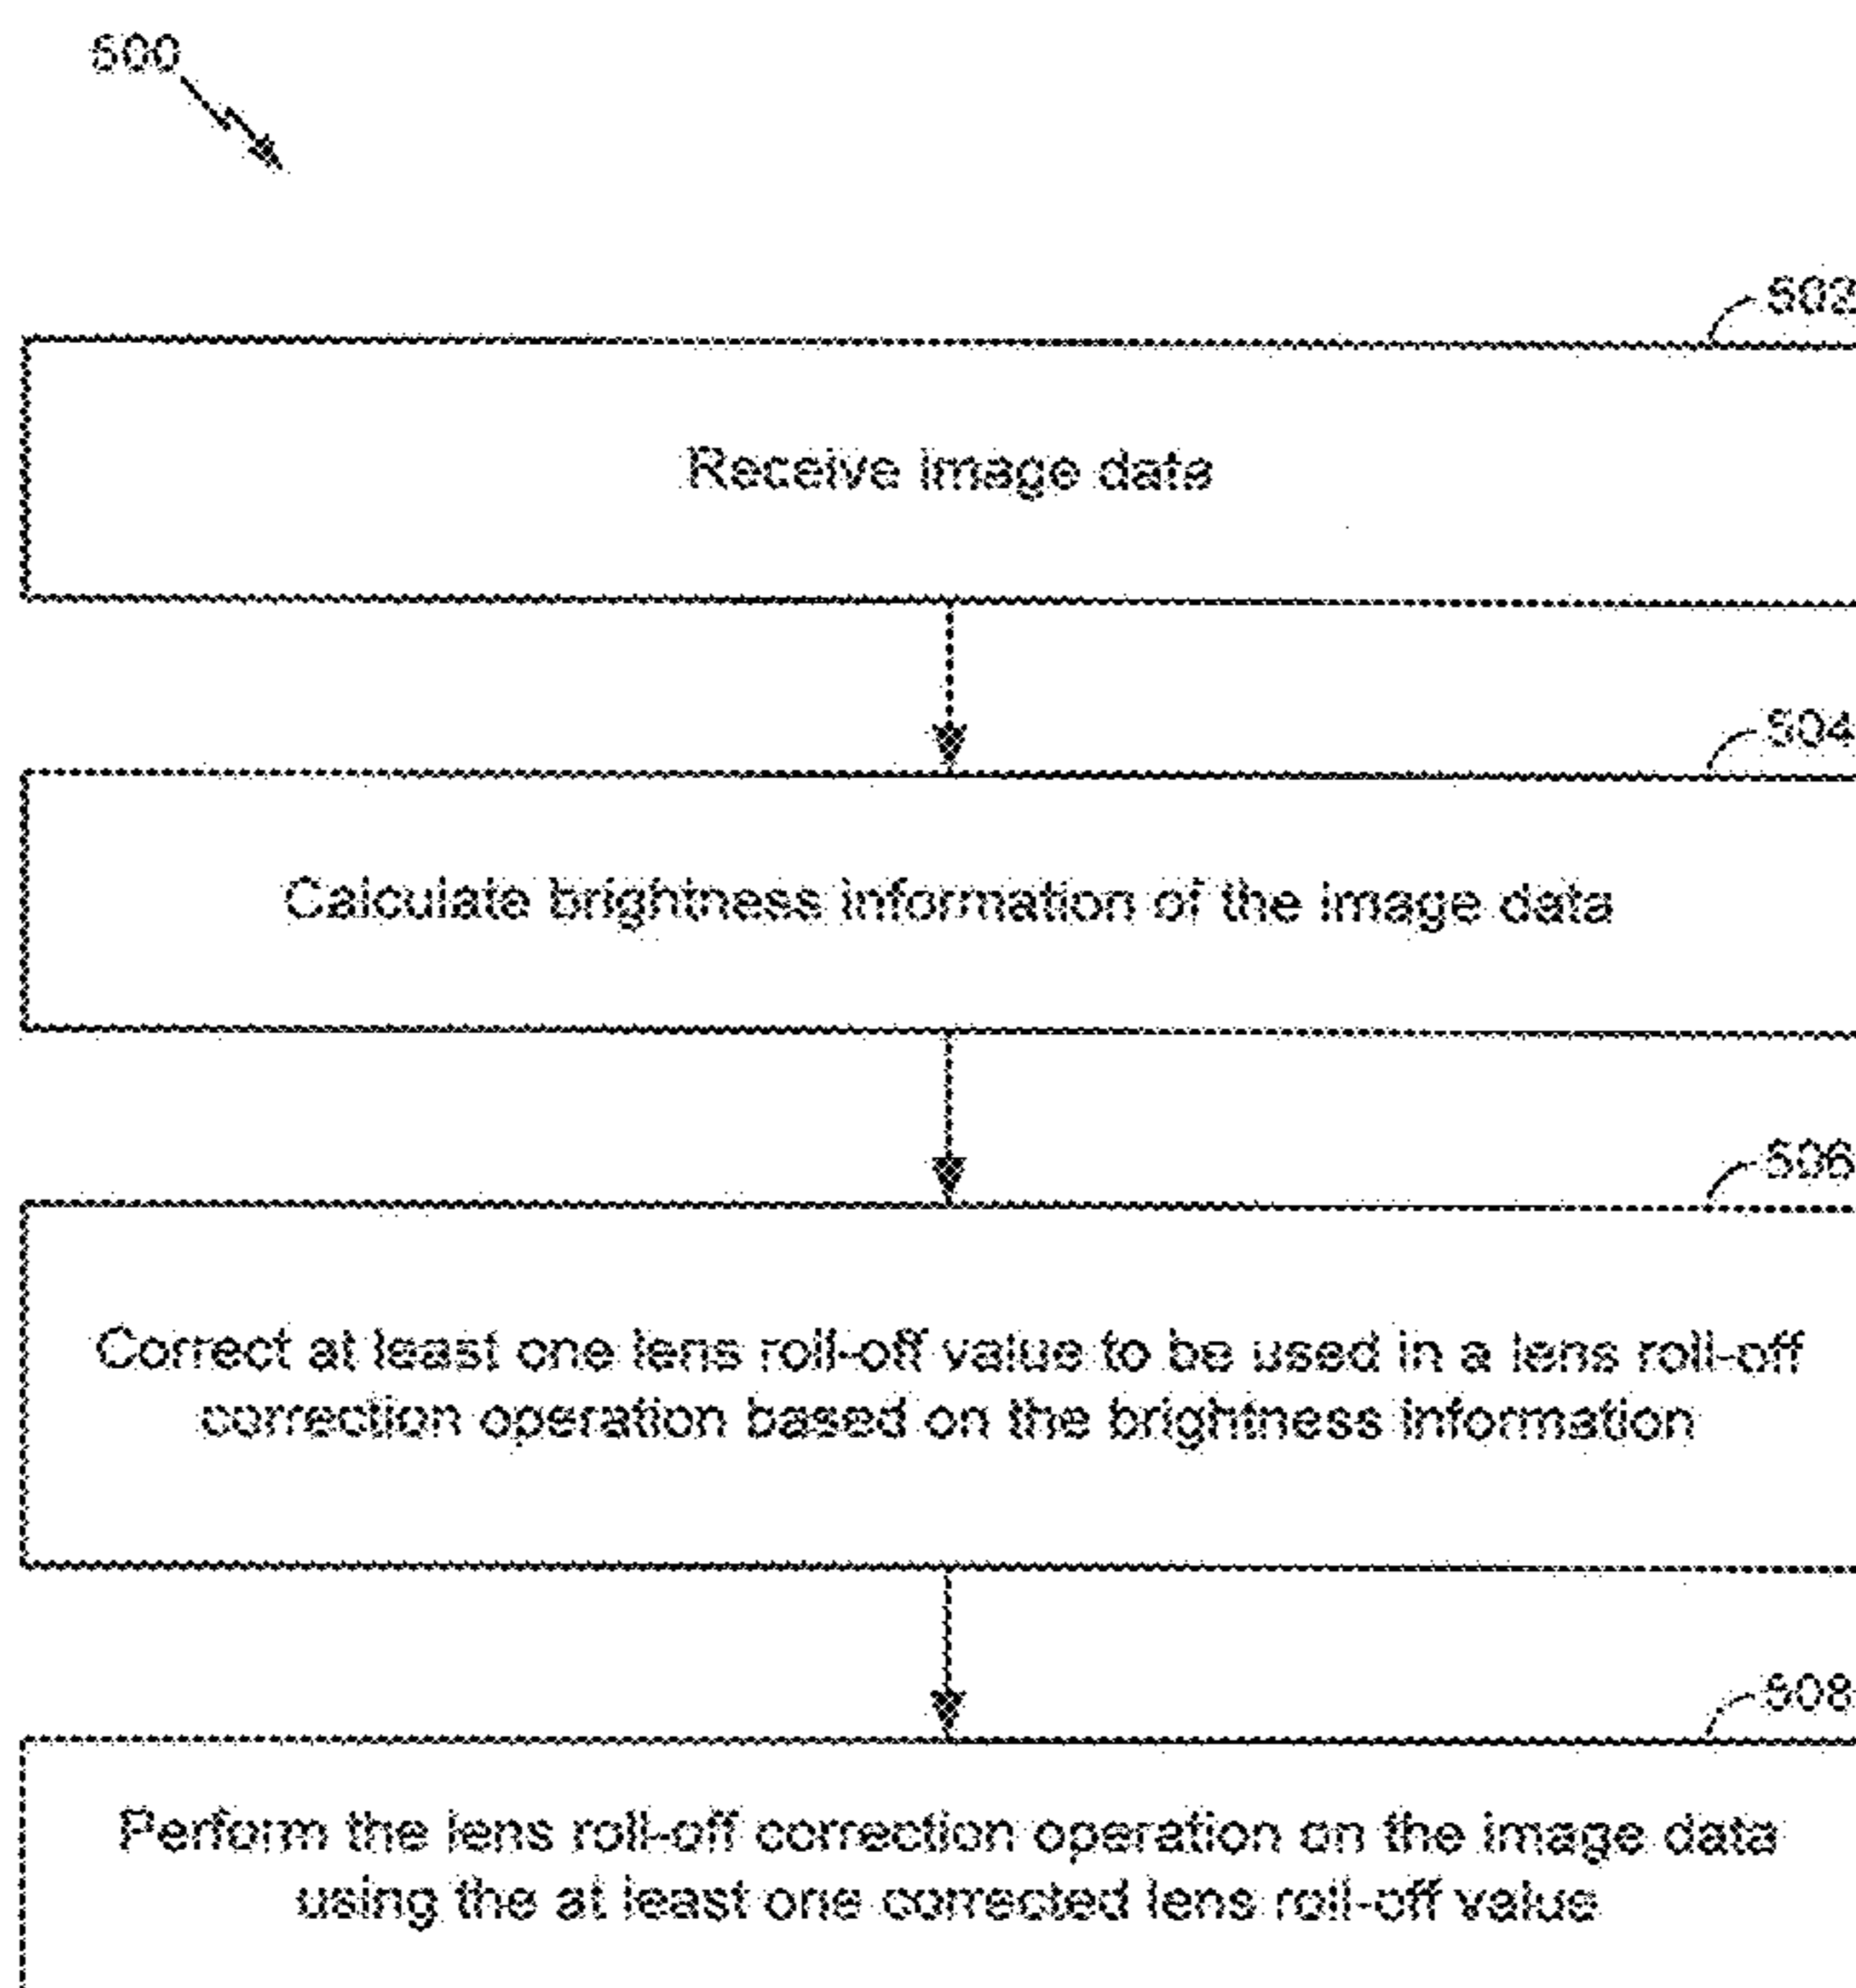 500
502
Receive image data
504
Calculate brightness information of the image data
506
Correct at least one lens roll-off value to be used in a lens roll-off
correction operation based on the brightness information
508
Perform the lens roll-off correction operation on the image data
using the at least one corrected lens roll-off value